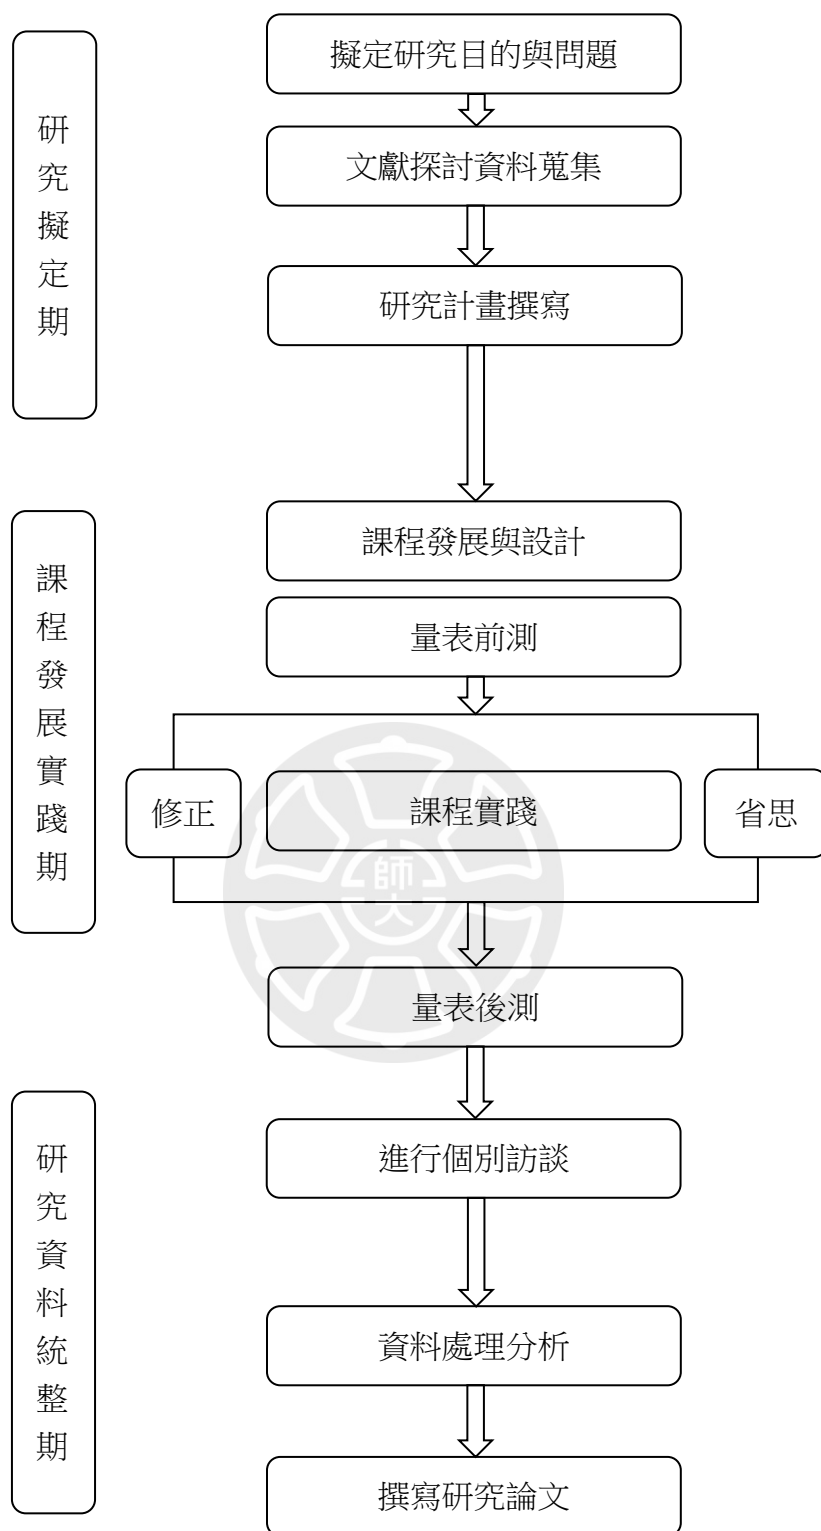 研究擬定期
擬定研究目的與問題
文獻探討資料蒐集
研究計畫撰寫
課程發展實踐期
課程發展與設計
量表前測
修正
課程實踐
省思
師大
量表後測
研究資料統整期
進行個別訪談
資料處理分析
撰寫研究論文